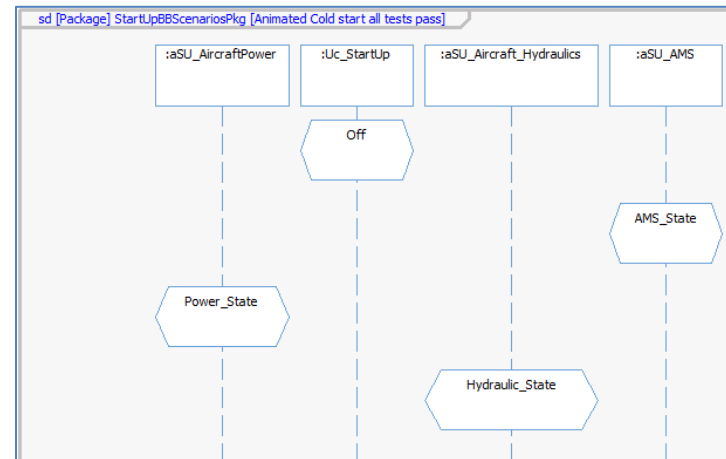 sd [Package] StartUpBBScenariosPkg [Animated Cold start all tests pass]
:aSU_AircraftPower
:Uc_StartUp
:aSU_Aircraft_Hydraulics
:aSU_AMS
Off
AMS_State
Power_State
Hydraulic_State